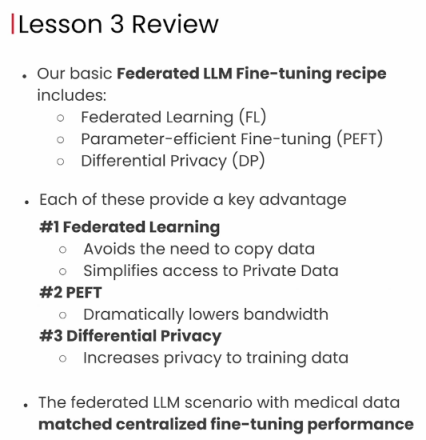 Lesson 3 Review
• Our basic Federated LLM Fine-tuning recipe
includes:
○ Federated Learning (FL)
○ Parameter-efficient Fine-tuning (PEFT)
○ Differential Privacy (DP)
• Each of these provide a key advantage
#1 Federated Learning
○ Avoids the need to copy data
○ Simplifies access to Private Data
#2 PEFT
○ Dramatically lowers bandwidth
#3 Differential Privacy
○ Increases privacy to training data
• The federated LLM scenario with medical data
matched centralized fine-tuning performance